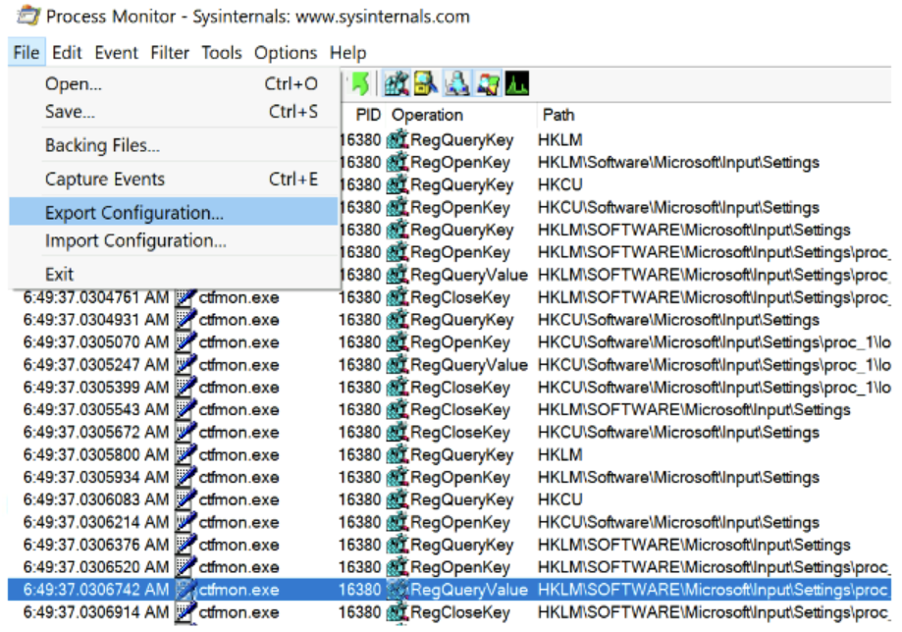 Process Monitor - Sysinternals: www.sysinternals.com
File Edit Event Filter Tools Options Help
Open... Ctrl+O
Save... Ctrl+S
Backing Files...
Capture Events Ctrl+E
Export Configuration...
Import Configuration...
Exit
PID Operation Path
16380 RegQueryKey HKLM
16380 RegOpenKey HKLM\Software\Microsoft\Input\Settings
16380 RegQueryKey HKCU
16380 RegOpenKey HKCU\Software\Microsoft\Input\Settings
16380 RegQueryKey HKLM\SOFTWARE\Microsoft\Input\Settings
16380 RegOpenKey HKLM\SOFTWARE\Microsoft\Input\Settings\proc_
16380 RegQueryValue HKLM\SOFTWARE\Microsoft\Input\Settings\proc_
6:49:37.0304761 AM ctfmon.exe 16380 RegCloseKey HKLM\SOFTWARE\Microsoft\Input\Settings\proc_
6:49:37.0304931 AM ctfmon.exe 16380 RegQueryKey HKCU\Software\Microsoft\Input\Settings
6:49:37.0305070 AM ctfmon.exe 16380 RegOpenKey HKCU\Software\Microsoft\Input\Settings\proc_1\lo
6:49:37.0305247 AM ctfmon.exe 16380 RegQueryValue HKCU\Software\Microsoft\Input\Settings\proc_1\lo
6:49:37.0305399 AM ctfmon.exe 16380 RegCloseKey HKCU\Software\Microsoft\Input\Settings\proc_1\lo
6:49:37.0305543 AM ctfmon.exe 16380 RegCloseKey HKLM\SOFTWARE\Microsoft\Input\Settings
6:49:37.0305672 AM ctfmon.exe 16380 RegCloseKey HKCU\Software\Microsoft\Input\Settings
6:49:37.0305800 AM ctfmon.exe 16380 RegQueryKey HKLM
6:49:37.0305934 AM ctfmon.exe 16380 RegOpenKey HKLM\Software\Microsoft\Input\Settings
6:49:37.0306083 AM ctfmon.exe 16380 RegQueryKey HKCU
6:49:37.0306214 AM ctfmon.exe 16380 RegOpenKey HKCU\Software\Microsoft\Input\Settings
6:49:37.0306376 AM ctfmon.exe 16380 RegQueryKey HKLM\SOFTWARE\Microsoft\Input\Settings
6:49:37.0306520 AM ctfmon.exe 16380 RegOpenKey HKLM\SOFTWARE\Microsoft\Input\Settings\proc_
6:49:37.0306742 AM ctfmon.exe 16380 RegQueryValue HKLM\SOFTWARE\Microsoft\Input\Settings\proc_
6:49:37.0306914 AM ctfmon.exe 16380 RegCloseKey HKLM\SOFTWARE\Microsoft\Input\Settings\proc_